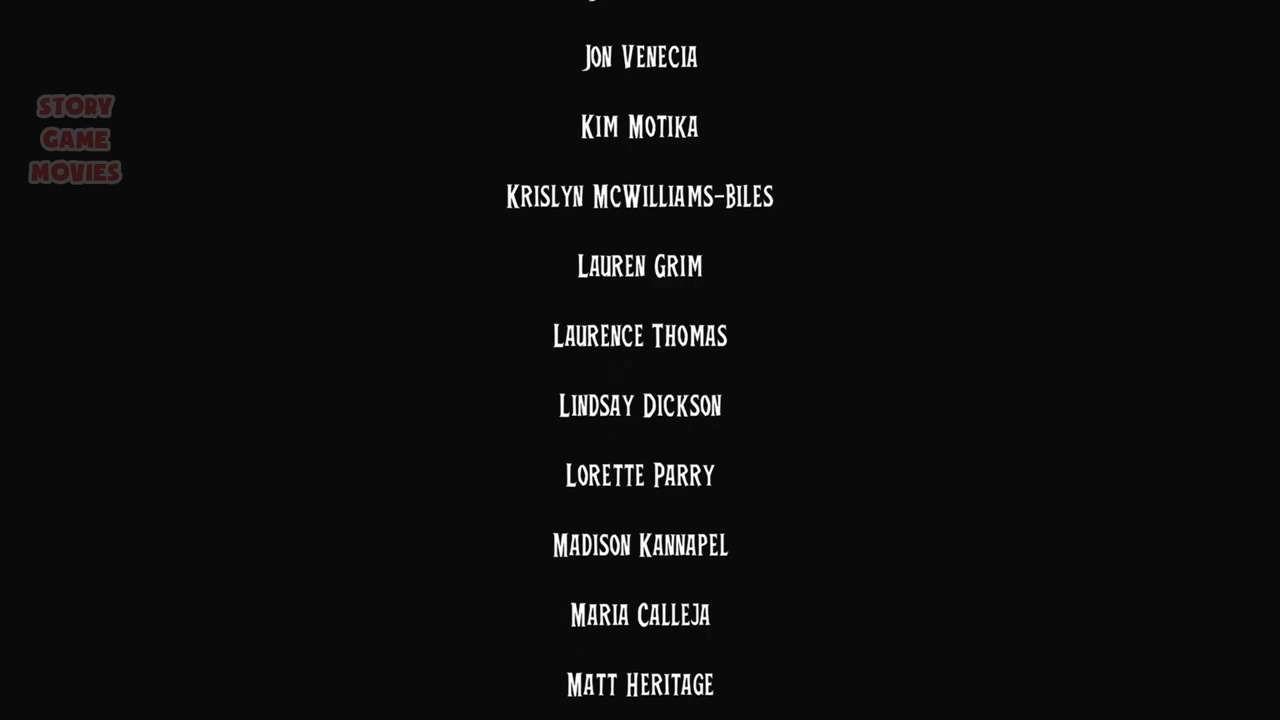 Jon Venecia
STORY
GAME
MOVIES
Kim Motika
Krislyn McWilliams-Biles
Lauren Grim
Laurence Thomas
Lindsay Dickson
Lorette Parry
Madison Kannapel
Maria Calleja
Matt Heritage